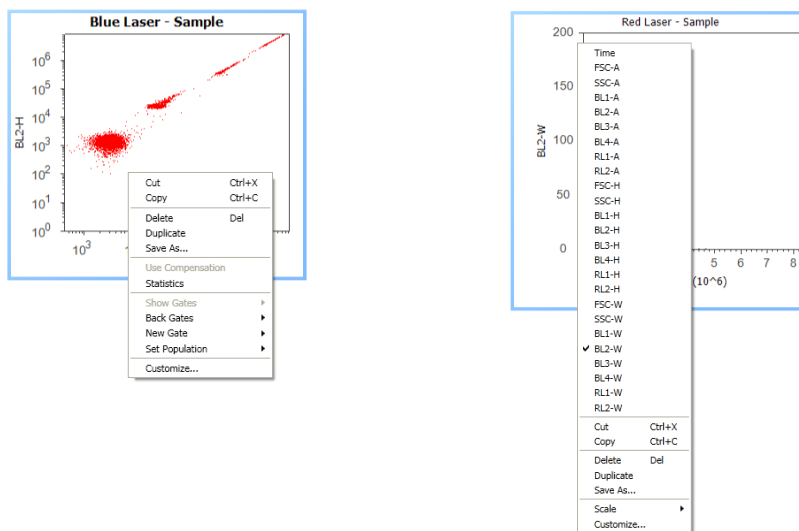 Blue Laser - Sample
BL2-H
10^6
10^5
10^4
10^3
10^2
10^1
10^0
10^3
Cut Ctrl+X
Copy Ctrl+C
Delete Del
Duplicate
Save As...
Use Compensation
Statistics
Show Gates
Back Gates
New Gate
Set Population
Customize...
Red Laser - Sample
BL2-W
200
150
100
50
0
5 6 7 8
(10^6)
Time
FSC-A
SSC-A
BL1-A
BL2-A
BL3-A
BL4-A
RL1-A
RL2-A
FSC-H
SSC-H
BL1-H
BL2-H
BL3-H
BL4-H
RL1-H
RL2-H
FSC-W
SSC-W
BL1-W
BL2-W
BL3-W
BL4-W
RL1-W
RL2-W
Cut Ctrl+X
Copy Ctrl+C
Delete Del
Duplicate
Save As...
Scale
Customize...